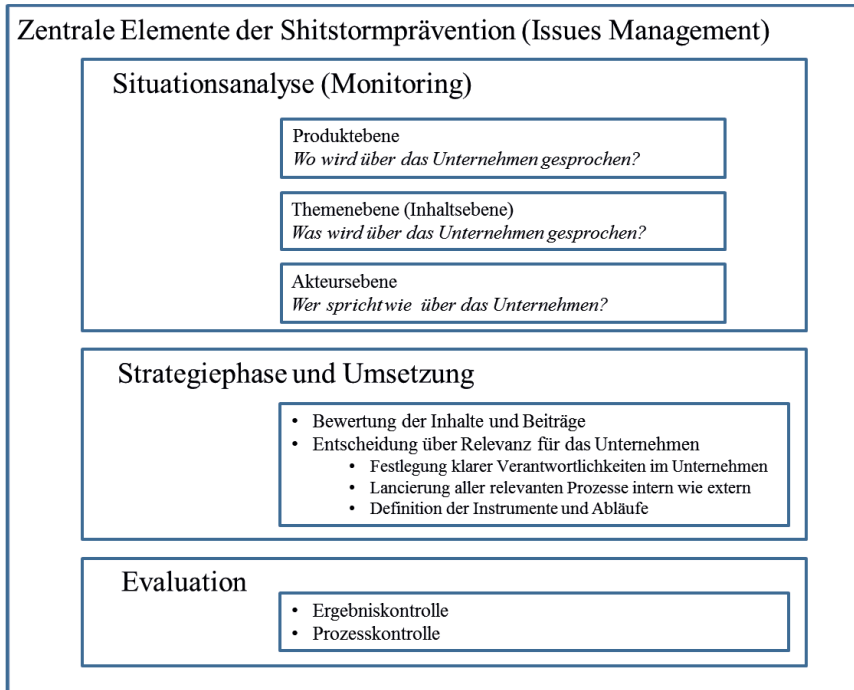 Zentrale Elemente der Shitstormprävention (Issues Management)
Situationsanalyse (Monitoring)
Produktebene
Wo wird über das Unternehmen gesprochen?
Themenebene (Inhaltsebene)
Was wird über das Unternehmen gesprochen?
Akteursebene
Wer spricht wie über das Unternehmen?
Strategiephase und Umsetzung
• Bewertung der Inhalte und Beiträge
• Entscheidung über Relevanz für das Unternehmen
• Festlegung klarer Verantwortlichkeiten im Unternehmen
• Lancierung aller relevanten Prozesse intern wie extern
• Definition der Instrumente und Abläufe
Evaluation
• Ergebniskontrolle
• Prozesskontrolle